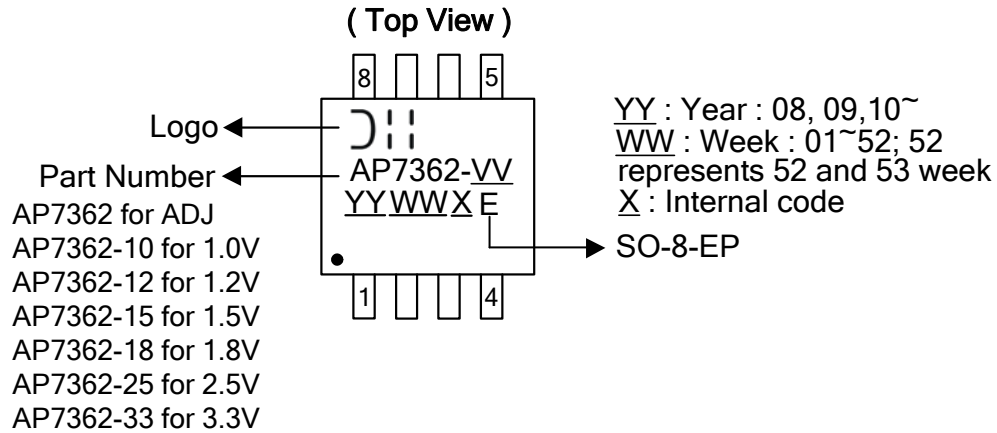 ( Top View )
8 5
Logo
Part Number
AP7362 for ADJ
AP7362-10 for 1.0V
AP7362-12 for 1.2V
AP7362-15 for 1.5V
AP7362-18 for 1.8V
AP7362-25 for 2.5V
AP7362-33 for 3.3V
AP7362-VV
YY WW X E
1 4
YY : Year : 08, 09,10~
WW : Week : 01~52; 52
represents 52 and 53 week
X : Internal code
SO-8-EP